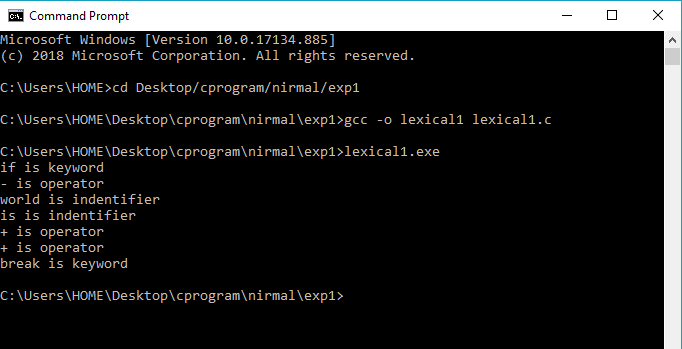 Command Prompt
Microsoft Windows [Version 10.0.17134.885]
(c) 2018 Microsoft Corporation. All rights reserved.
C:\Users\HOME>cd Desktop/cprogram/nirmal/exp1
C:\Users\HOME\Desktop\cprogram\nirmal\exp1>gcc -o lexical1 lexical1.c
C:\Users\HOME\Desktop\cprogram\nirmal\exp1>lexical1.exe
if is keyword
- is operator
world is indentifier
is is indentifier
+ is operator
+ is operator
break is keyword
C:\Users\HOME\Desktop\cprogram\nirmal\exp1>